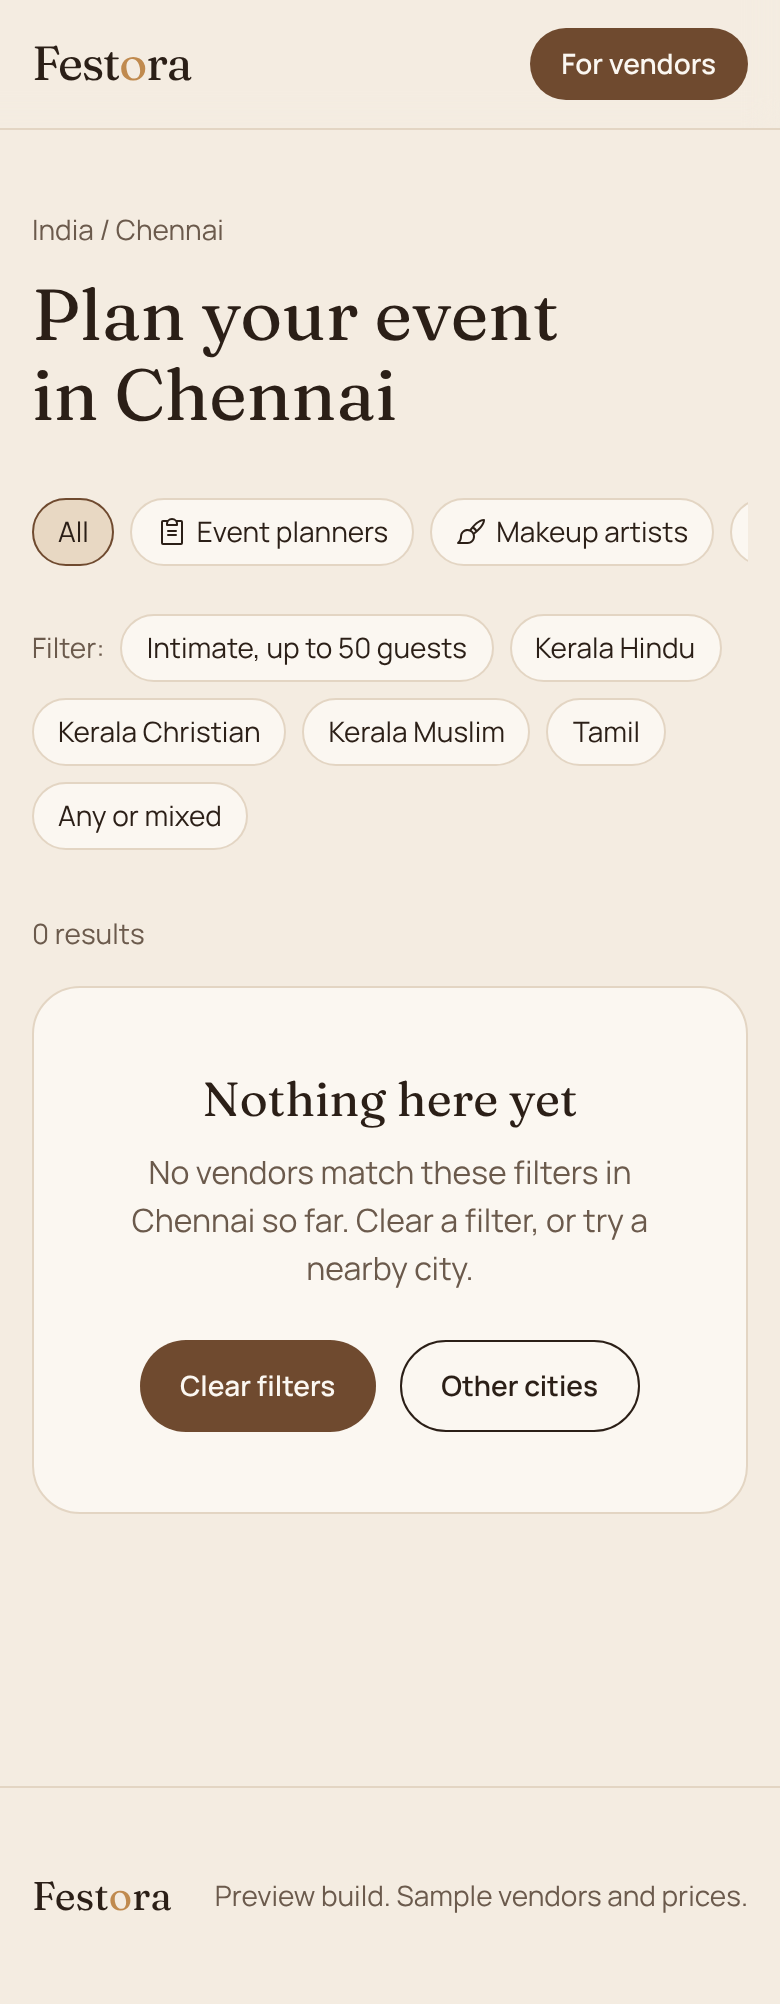 Festora
For vendors
India / Chennai
Plan your event
in Chennai
All
Event planners
Makeup artists
Filter:
Intimate, up to 50 guests
Kerala Hindu
Kerala Christian
Kerala Muslim
Tamil
Any or mixed
0 results
Nothing here yet
No vendors match these filters in
Chennai so far. Clear a filter, or try a
nearby city.
Clear filters
Other cities
Festora
Preview build. Sample vendors and prices.